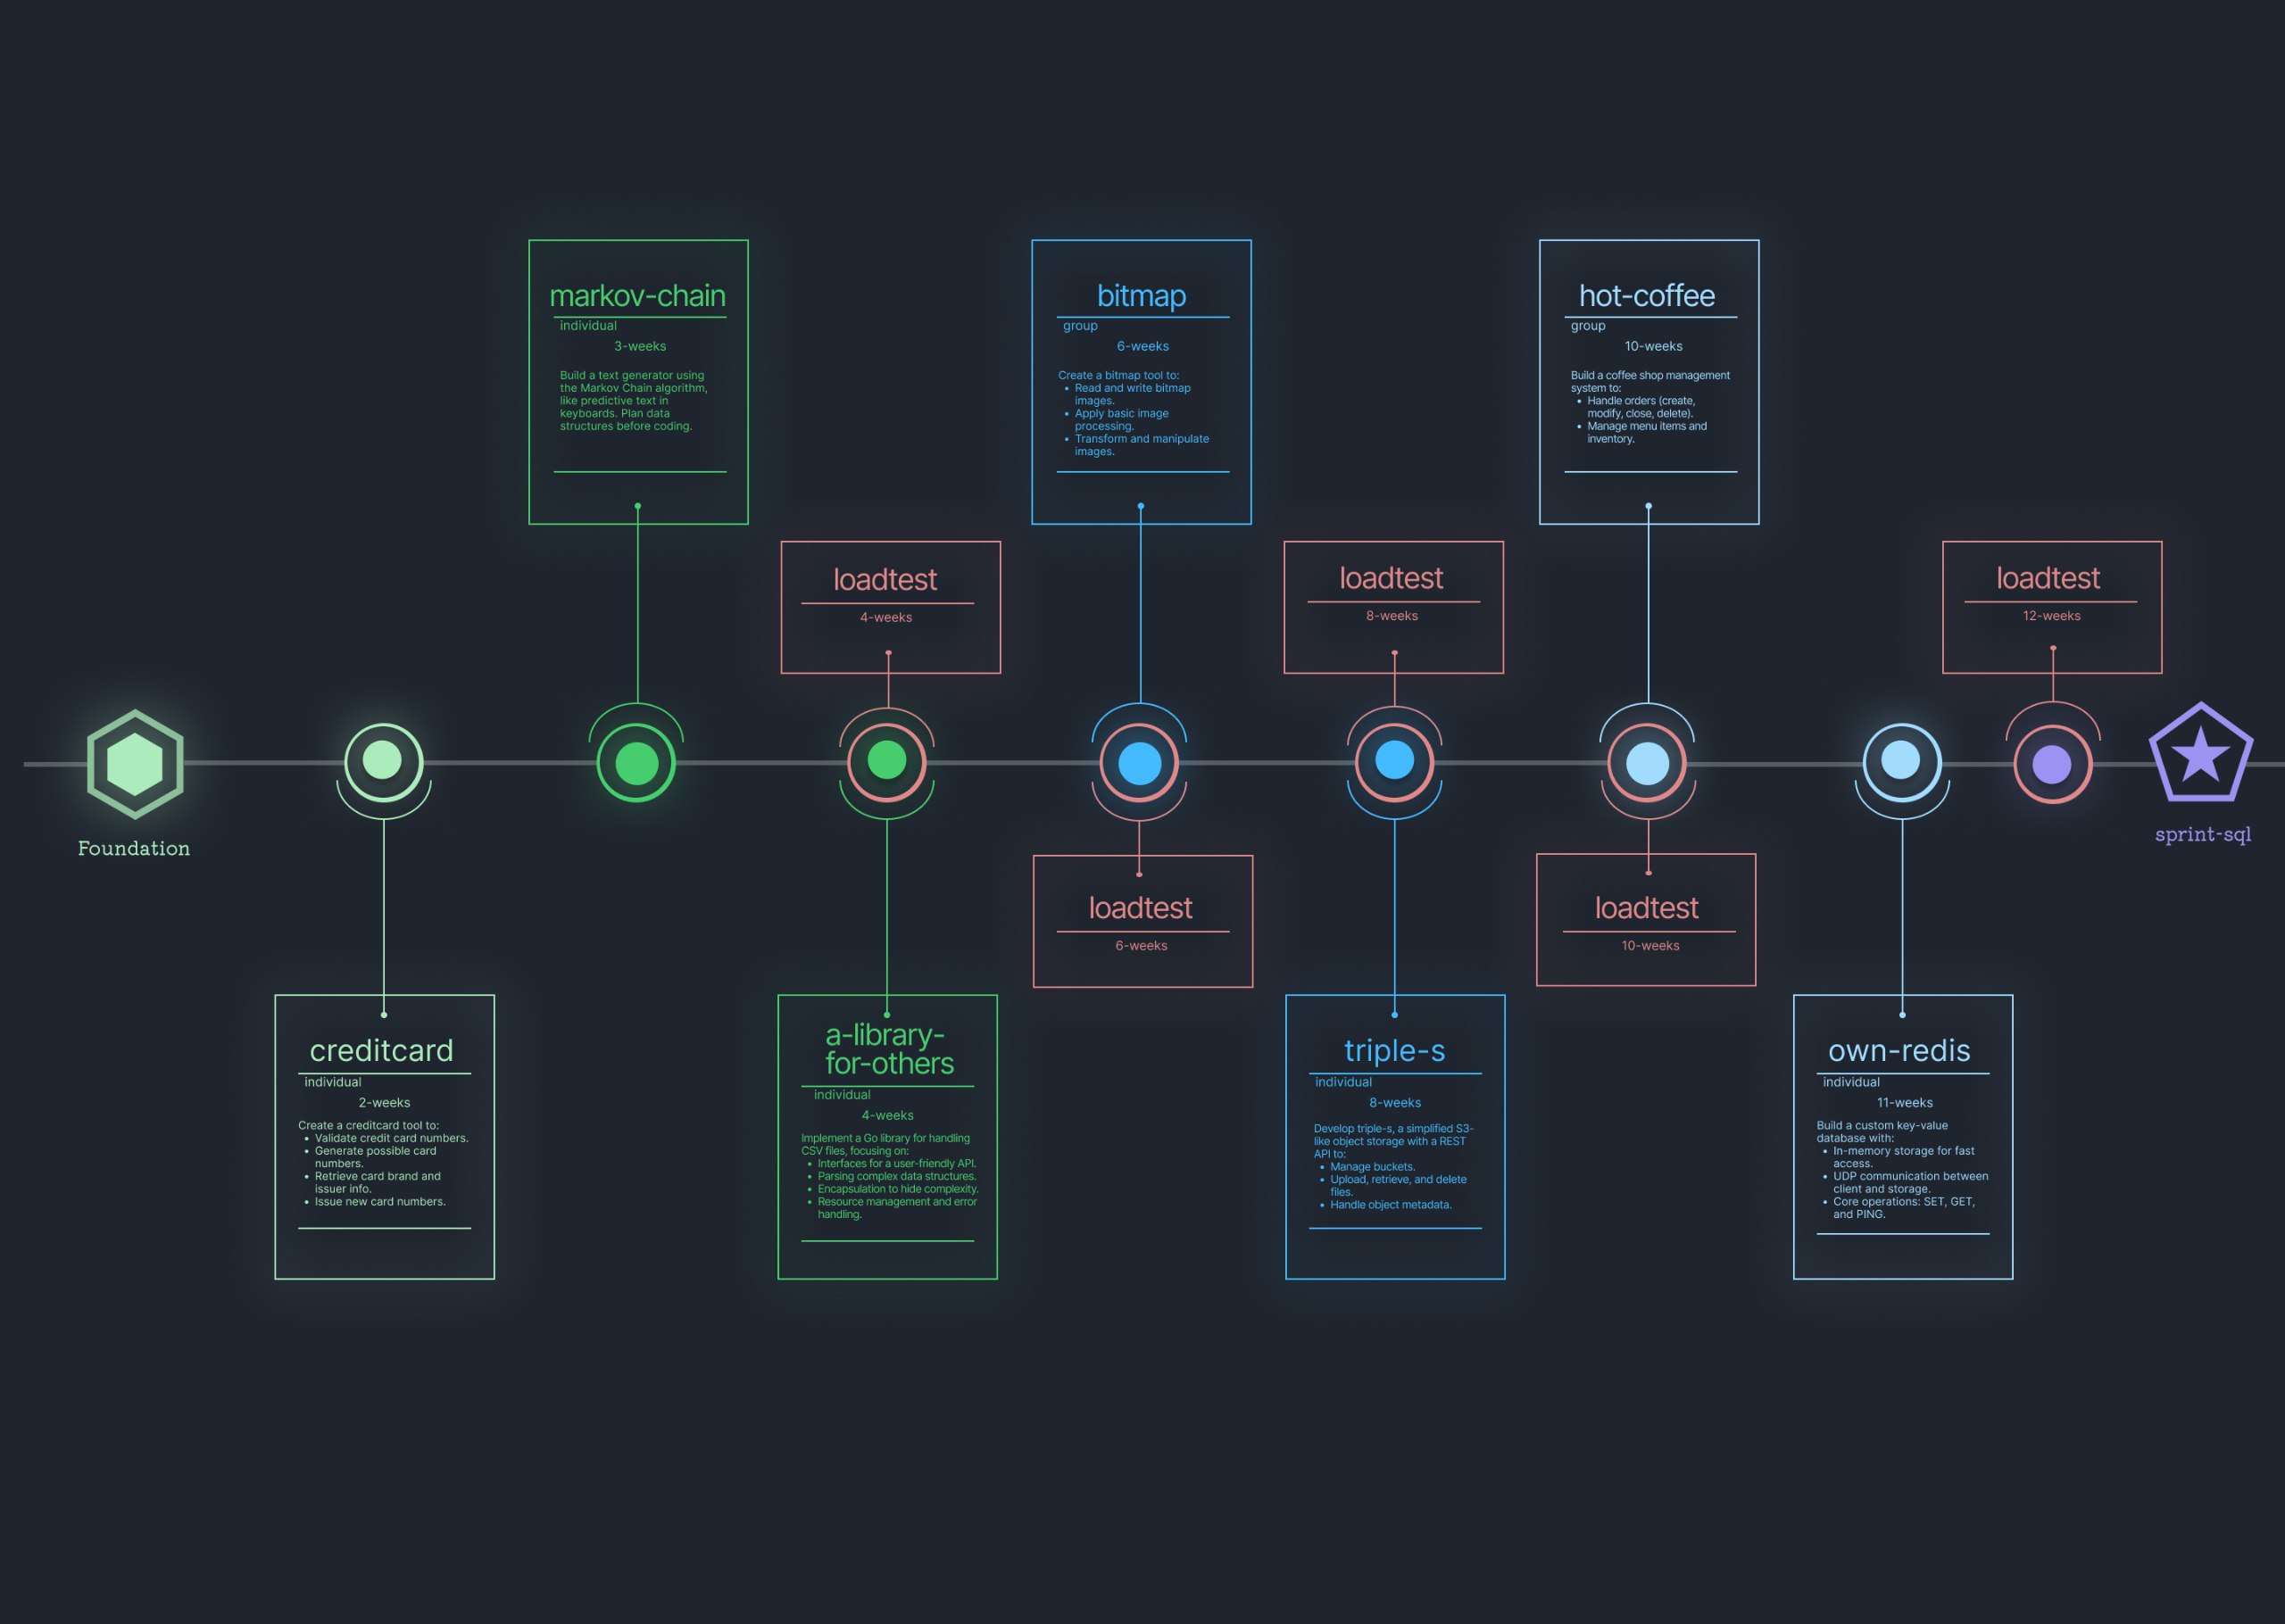 markov-chain
individual
3-weeks
Build a text generator using
the Markov Chain algorithm,
like predictive text in
keyboards. Plan data
structures before coding.
bitmap
group
6-weeks
Create a bitmap tool to:
• Read and write bitmap
images.
• Apply basic image
processing.
• Transform and manipulate
images.
hot-coffee
group
10-weeks
Build a coffee shop management
system to:
• Handle orders (create,
modify, close, delete).
• Manage menu items and
inventory.
loadtest
4-weeks
loadtest
8-weeks
loadtest
12-weeks
Foundation
sprint-sql
loadtest
6-weeks
loadtest
10-weeks
creditcard
individual
2-weeks
Create a creditcard tool to:
• Validate credit card numbers.
• Generate possible card
numbers.
• Retrieve card brand and
issuer info.
• Issue new card numbers.
a-library-
for-others
individual
4-weeks
Implement a Go library for handling
CSV files, focusing on:
• Interfaces for a user-friendly API.
• Parsing complex data structures.
• Encapsulation to hide complexity.
• Resource management and error
handling.
triple-s
individual
8-weeks
Develop triple-s, a simplified S3-
like object storage with a REST
API to:
• Manage buckets.
• Upload, retrieve, and delete
files.
• Handle object metadata.
own-redis
individual
11-weeks
Build a custom key-value
database with:
• In-memory storage for fast
access.
• UDP communication between
client and storage.
• Core operations: SET, GET,
and PING.